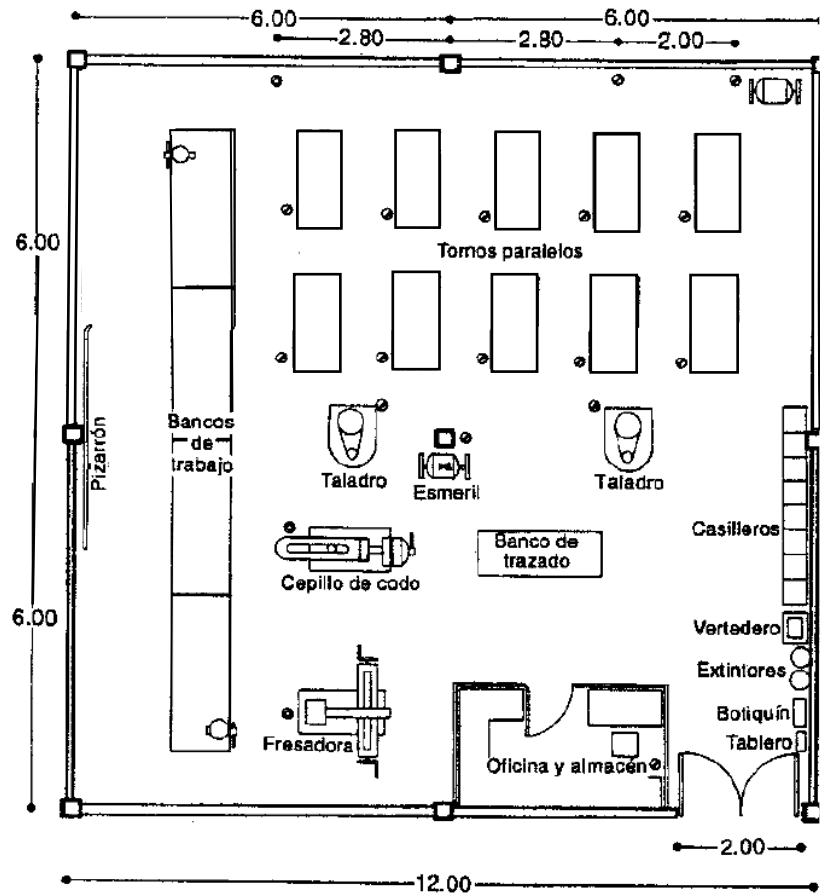 6.00
6.00
2.80
2.80
2.00
6.00
Tornos paralelos
Pizarrón
Bancos
de
trabajo
Taladro
Esmeril
Taladro
Casilleros
Banco de
trazado
Cepillo de codo
6.00
Vertedero
Extintores
Botiquín
Fresadora
Tablero
Oficina y almacén
2.00
12.00